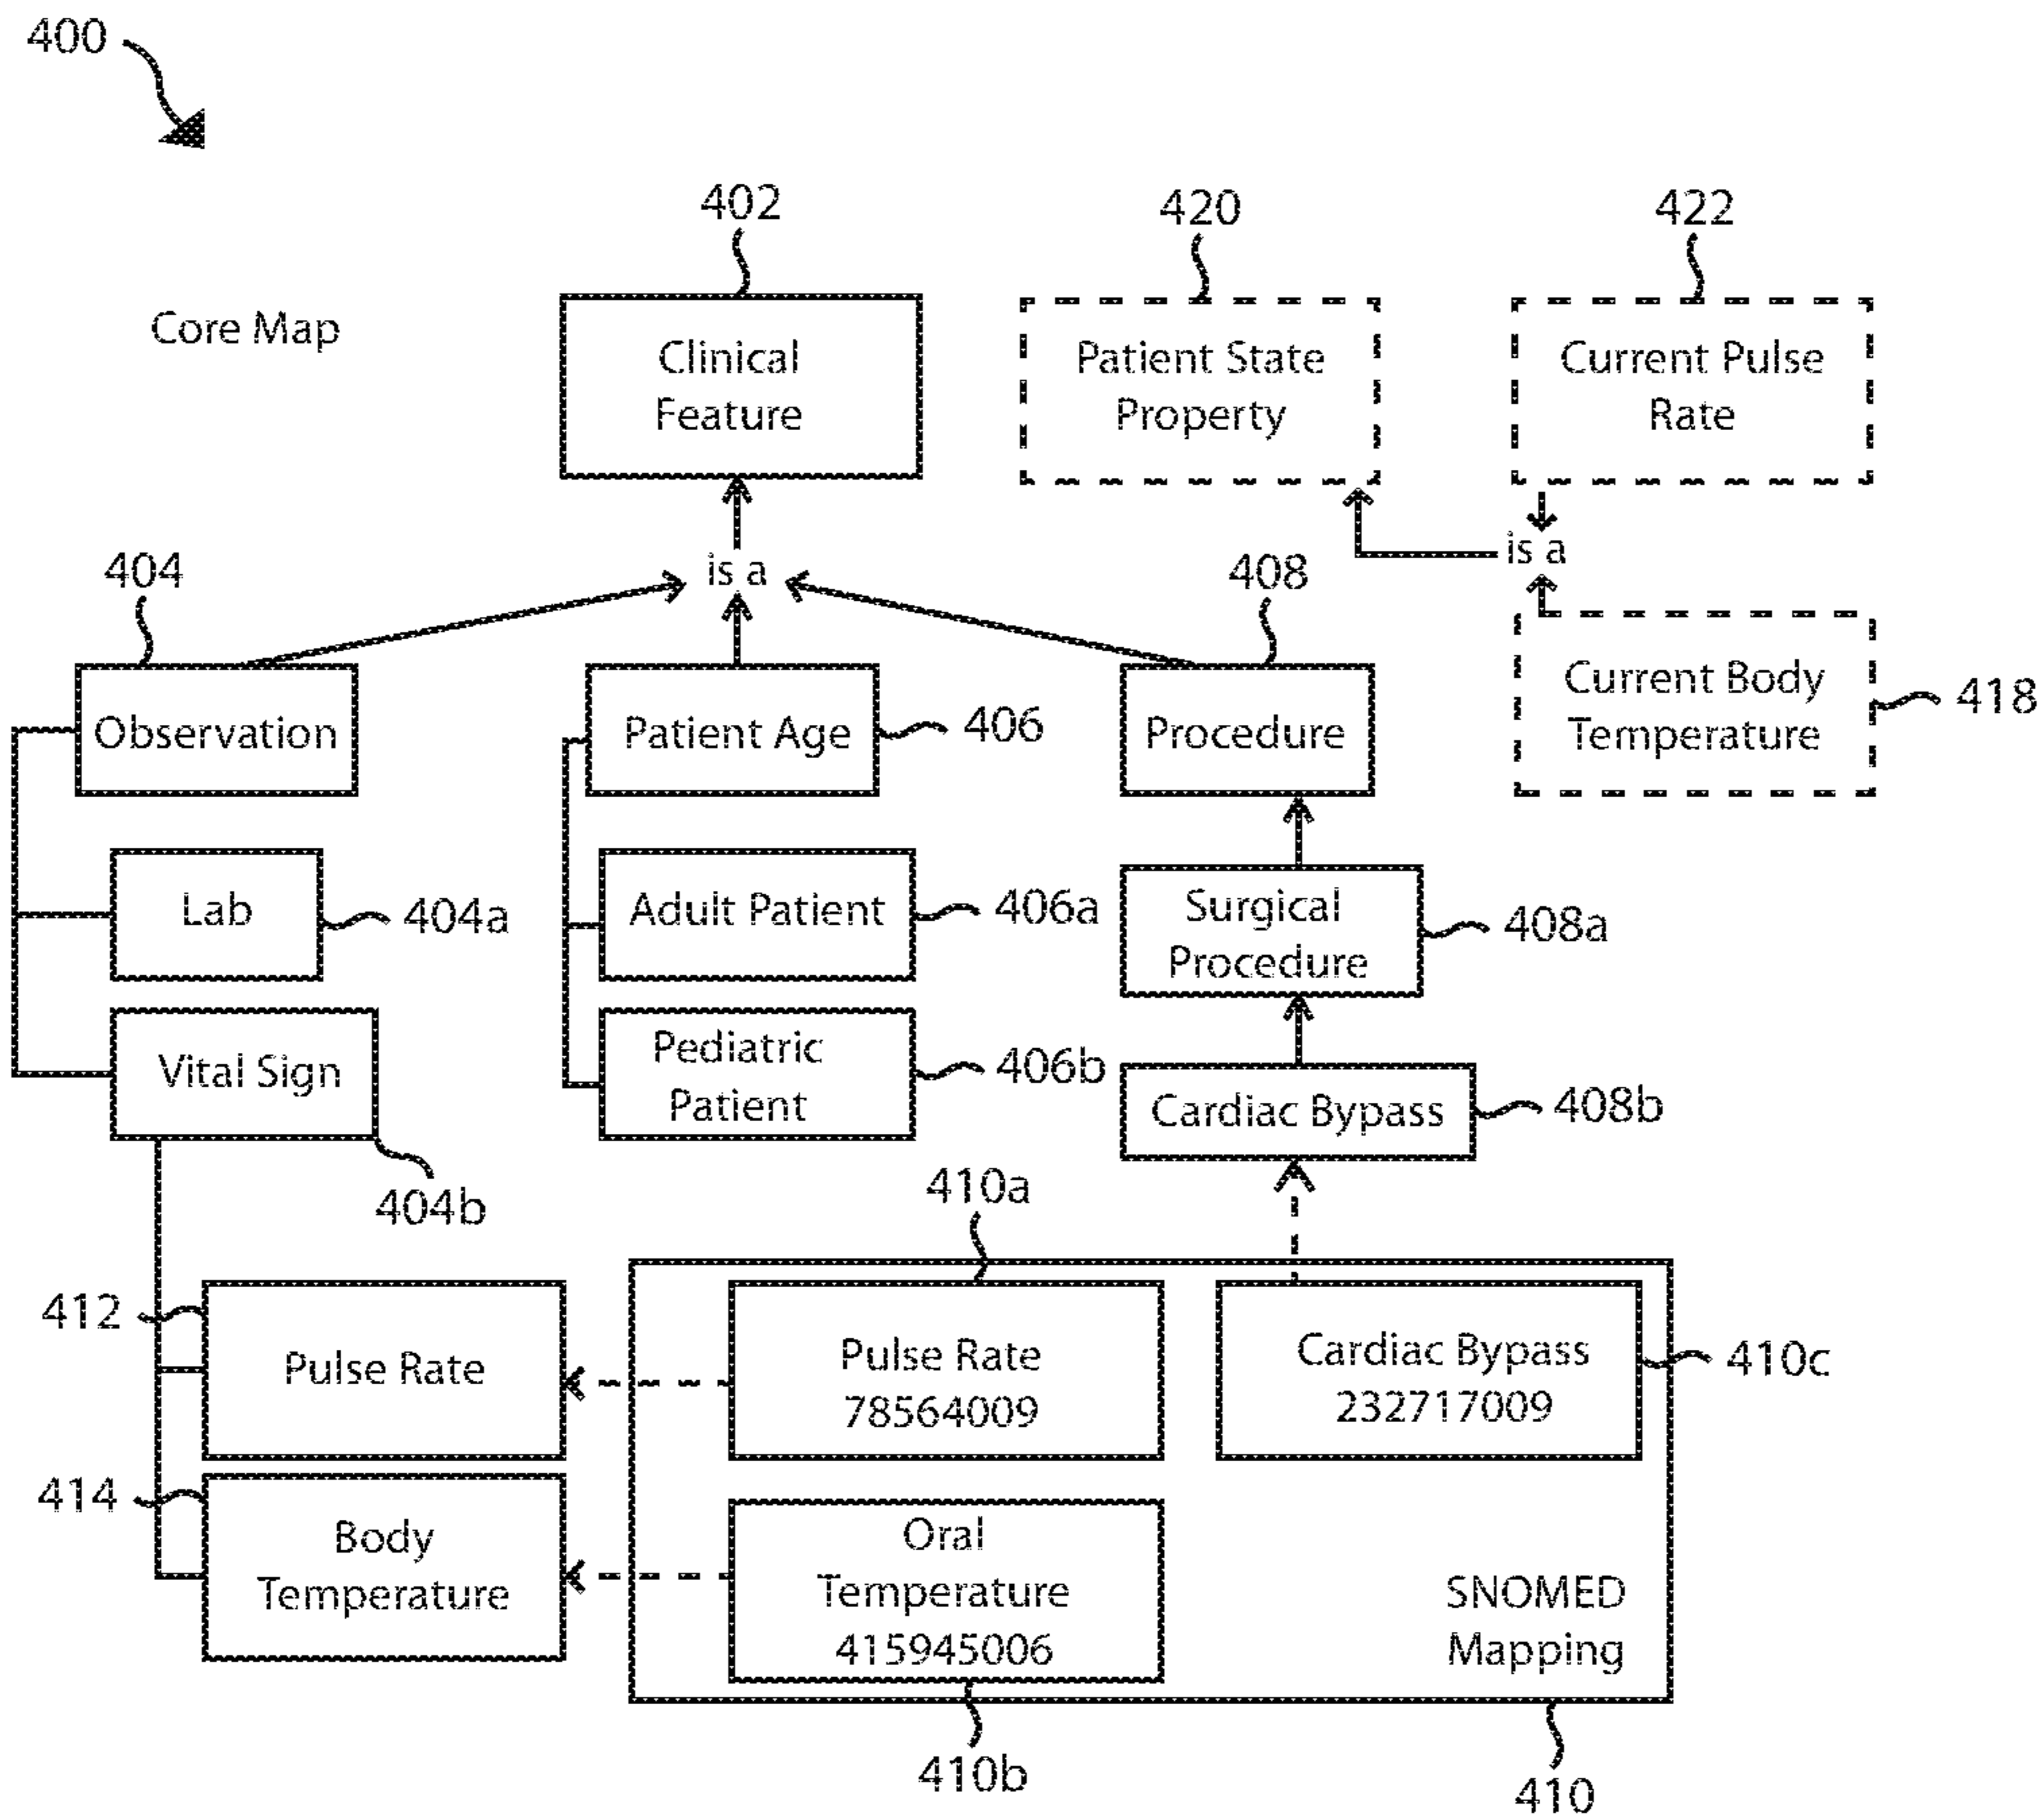 400
402
420
422
Core Map
Clinical
Feature
Patient State
Property
Current Pulse
Rate
404
is a
408
is a
Observation
Patient Age
406
Procedure
Current Body
Temperature
418
Lab
404a
Adult Patient
406a
Surgical
Procedure
408a
Vital Sign
Pediatric
Patient
406b
Cardiac Bypass
408b
404b
410a
412
Pulse Rate
Pulse Rate
78564009
Cardiac Bypass
232717009
410c
414
Body
Temperature
Oral
Temperature
415945006
SNOMED
Mapping
410b
410